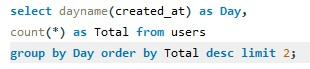 select dayname(created_at) as Day,
count(*) as Total from users
group by Day order by Total desc limit 2;